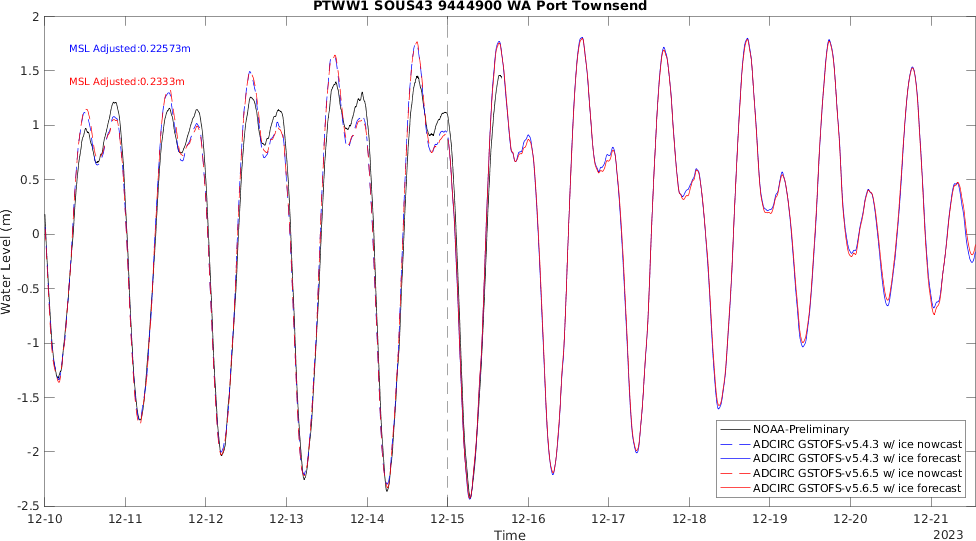 PTWW1 SOUS43 9444900 WA Port Townsend
MSL Adjusted:0.22573m
MSL Adjusted:0.2333m
Water Level (m)
2
1.5
1
0.5
0
-0.5
-1
-1.5
-2
-2.5
NOAA-Preliminary
ADCIRC GSTOFS-v5.4.3 w/ ice nowcast
ADCIRC GSTOFS-v5.4.3 w/ ice forecast
ADCIRC GSTOFS-v5.6.5 w/ ice nowcast
ADCIRC GSTOFS-v5.6.5 w/ ice forecast
12-10 12-11 12-12 12-13 12-14 12-15 12-16 12-17 12-18 12-19 12-20 12-21
Time
2023